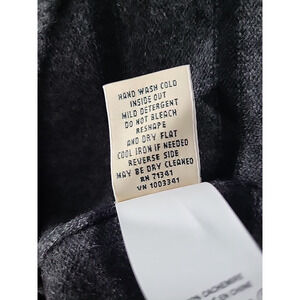 HAND WASH COLD
INSIDE OUT
MILD DETERGENT
DO NOT BLEACH
RESHAPE
AND DRY FLAT
COOL IRON IF NEEDED
REVERSE SIDE
MAY BE DRY CLEANED
RN 71341
VN 1003341
CACHEMIRE